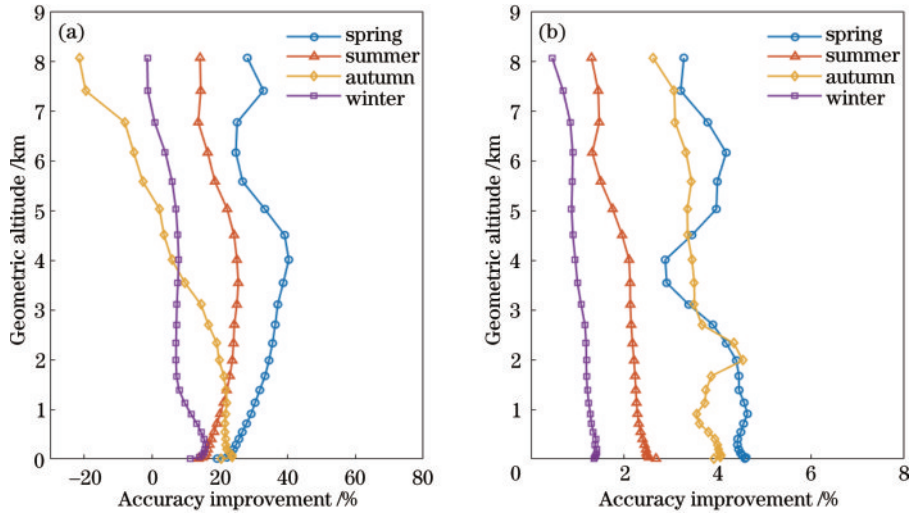 (a)
spring
summer
autumn
winter
9
8
7
6
5
4
3
2
1
0
Geometric altitude /km
−20 0 20 40 60 80
Accuracy improvement /%
(b)
spring
summer
autumn
winter
9
8
7
6
5
4
3
2
1
0
Geometric altitude /km
0 2 4 6 8
Accuracy improvement /%